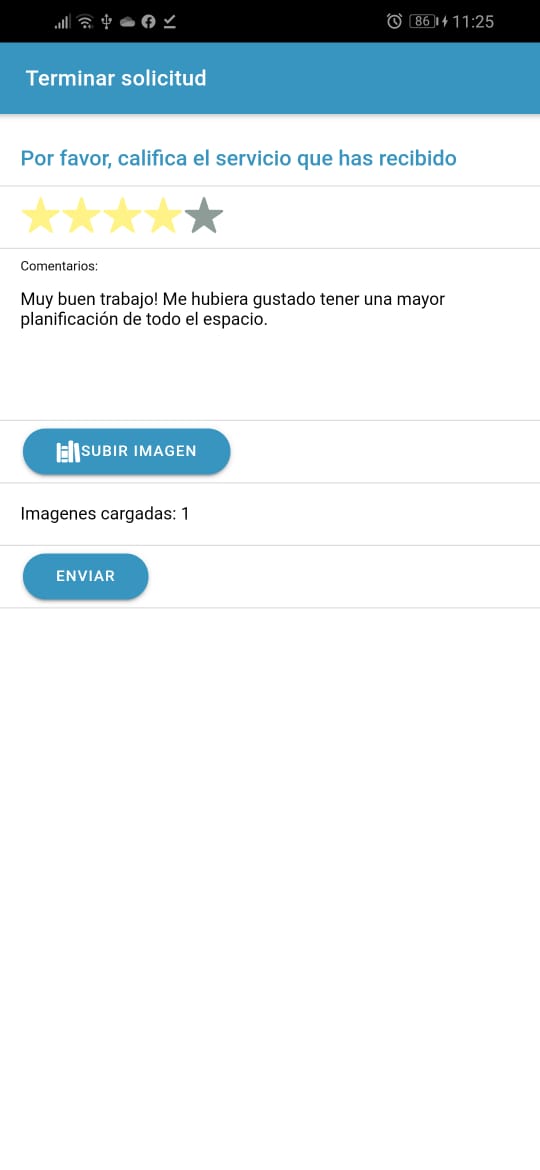 86 11:25
Terminar solicitud
Por favor, califica el servicio que has recibido
Comentarios:
Muy buen trabajo! Me hubiera gustado tener una mayor
planificación de todo el espacio.
SUBIR IMAGEN
Imagenes cargadas: 1
ENVIAR